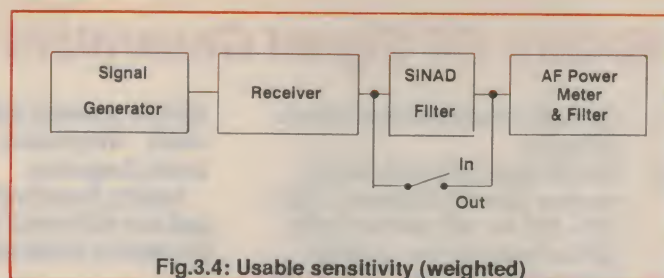 Signal
Generator
Receiver
SINAD
Filter
AF Power
Meter
& Filter
In
Out
Fig.3.4: Usable sensitivity (weighted)